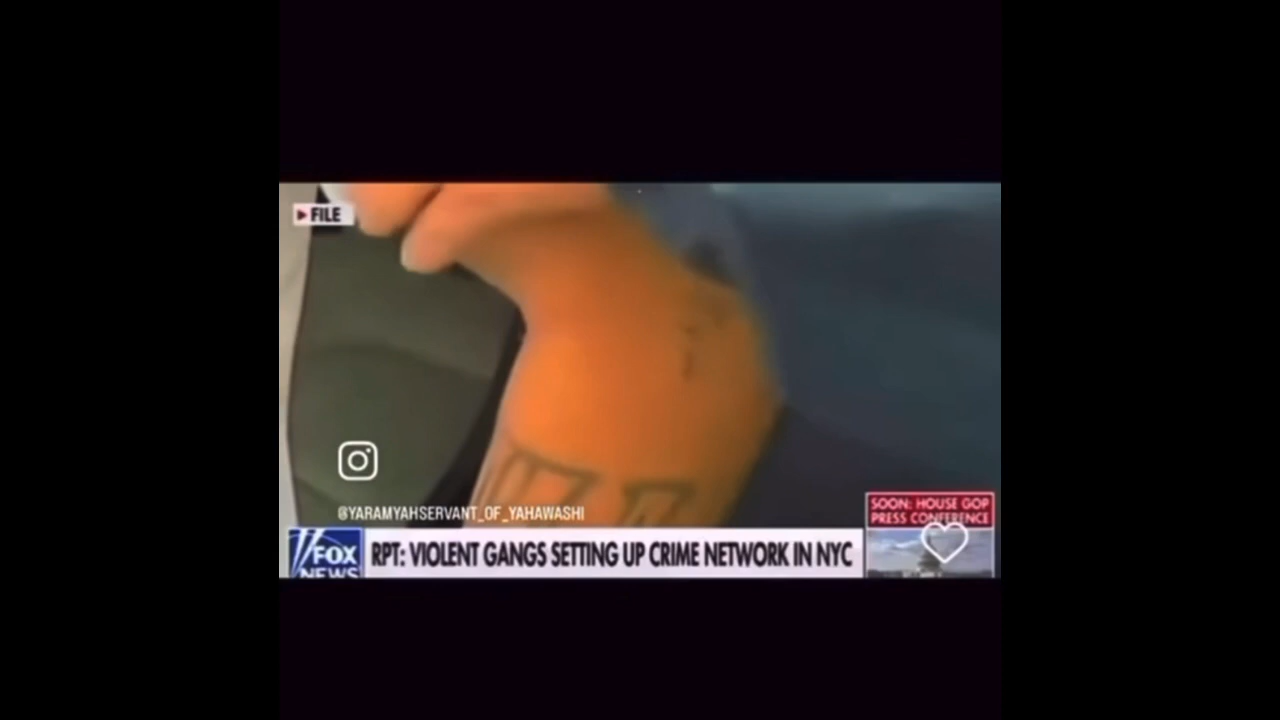 FILE
@YARAMYAHSERVANT_OF_YAHAWASHI
SOON: HOUSE GOP
PRESS CONFERENCE
FOX
NEWS
RPT: VIOLENT GANGS SETTING UP CRIME NETWORK IN NYC